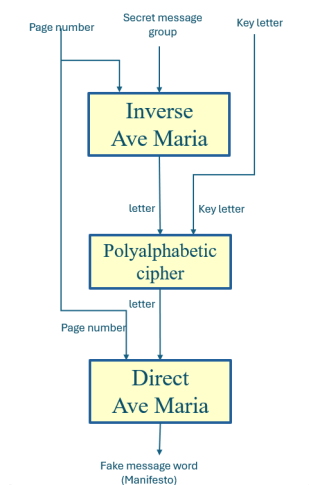 Page number
Secret message
group
Key letter
Inverse
Ave Maria
letter
Key letter
Polyalphabetic
cipher
letter
Page number
Direct
Ave Maria
Fake message word
(Manifesto)